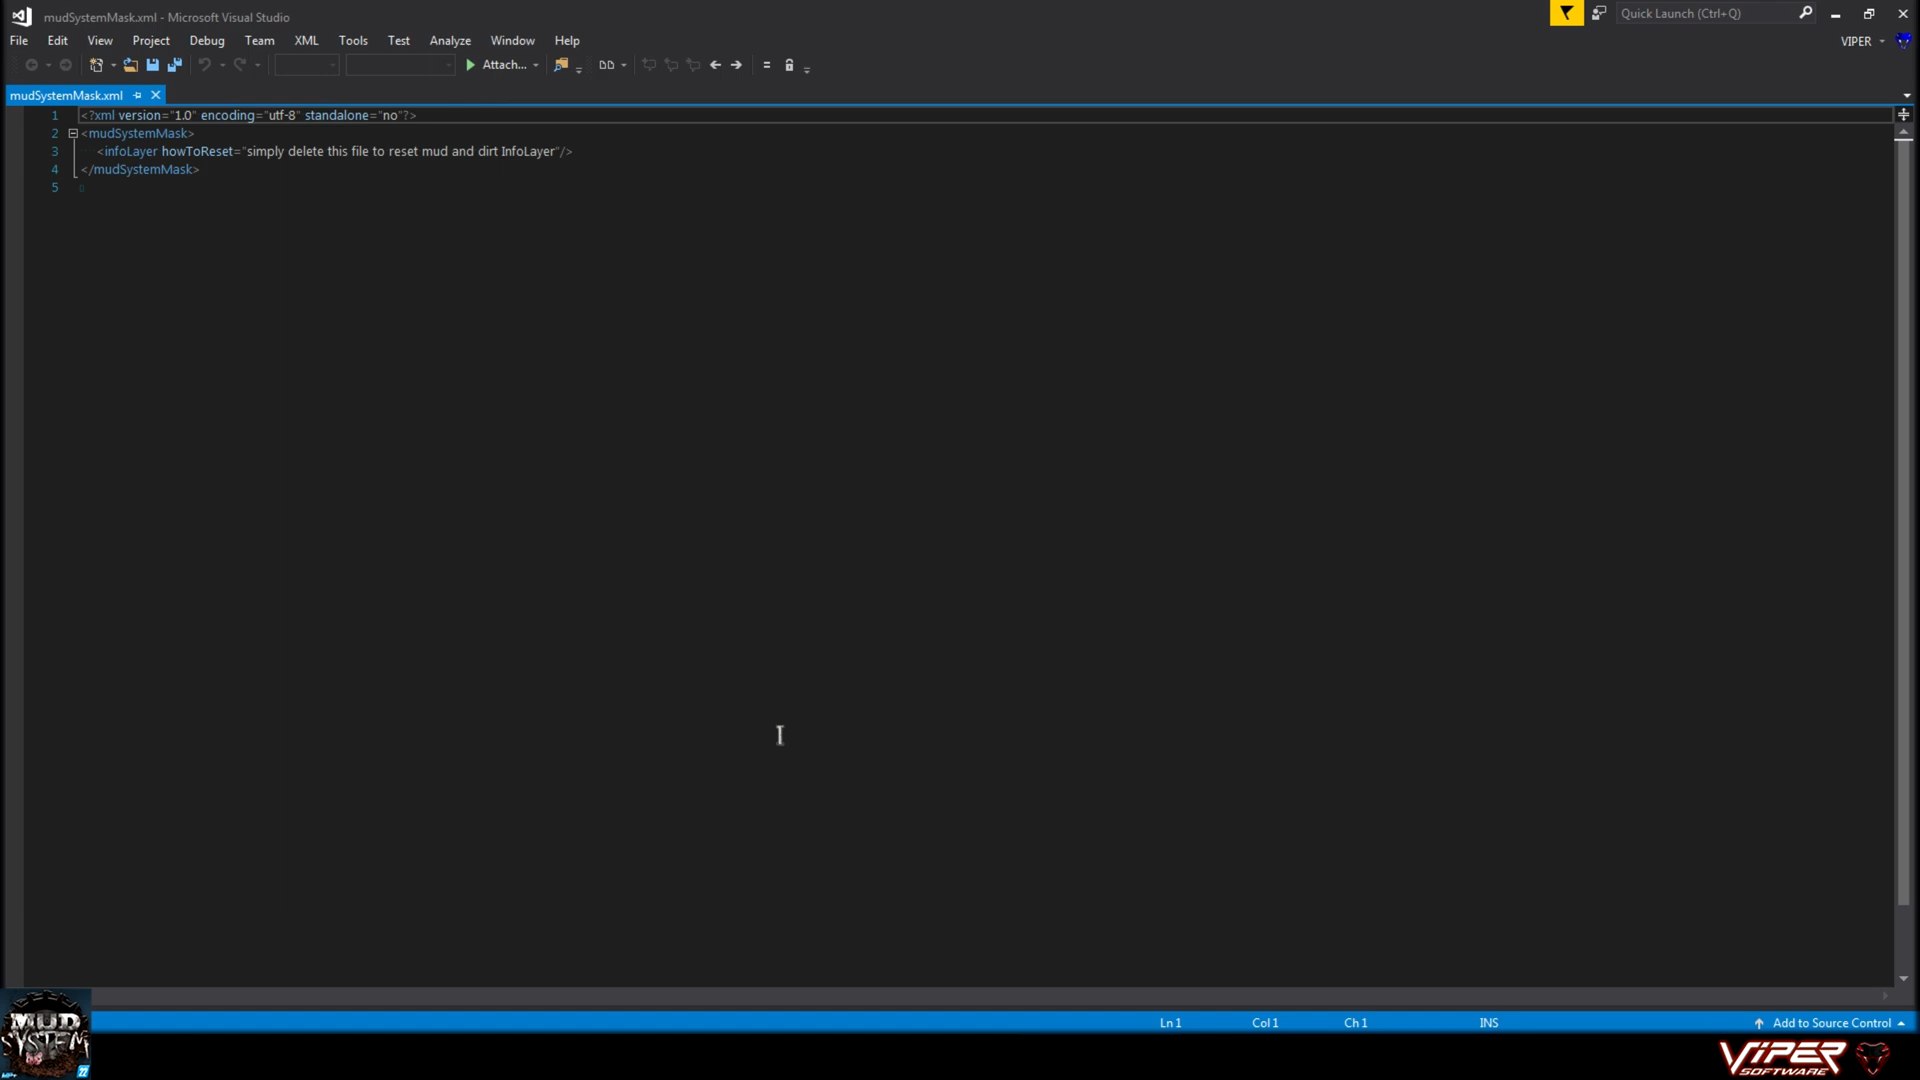 mudSystemMask.xml - Microsoft Visual Studio
Quick Launch (Ctrl+Q)
File Edit View Project Debug Team XML Tools Test Analyze Window Help
VIPER
Attach...
mudSystemMask.xml
1 <?xml version="1.0" encoding="utf-8" standalone="no"?>
2 <mudSystemMask>
3 <infoLayer howToReset="simply delete this file to reset mud and dirt InfoLayer"/>
4 </mudSystemMask>
5
Ln 1 Col 1 Ch 1 INS Add to Source Control
MUD
SYSTEM
22
VIPER
SOFTWARE